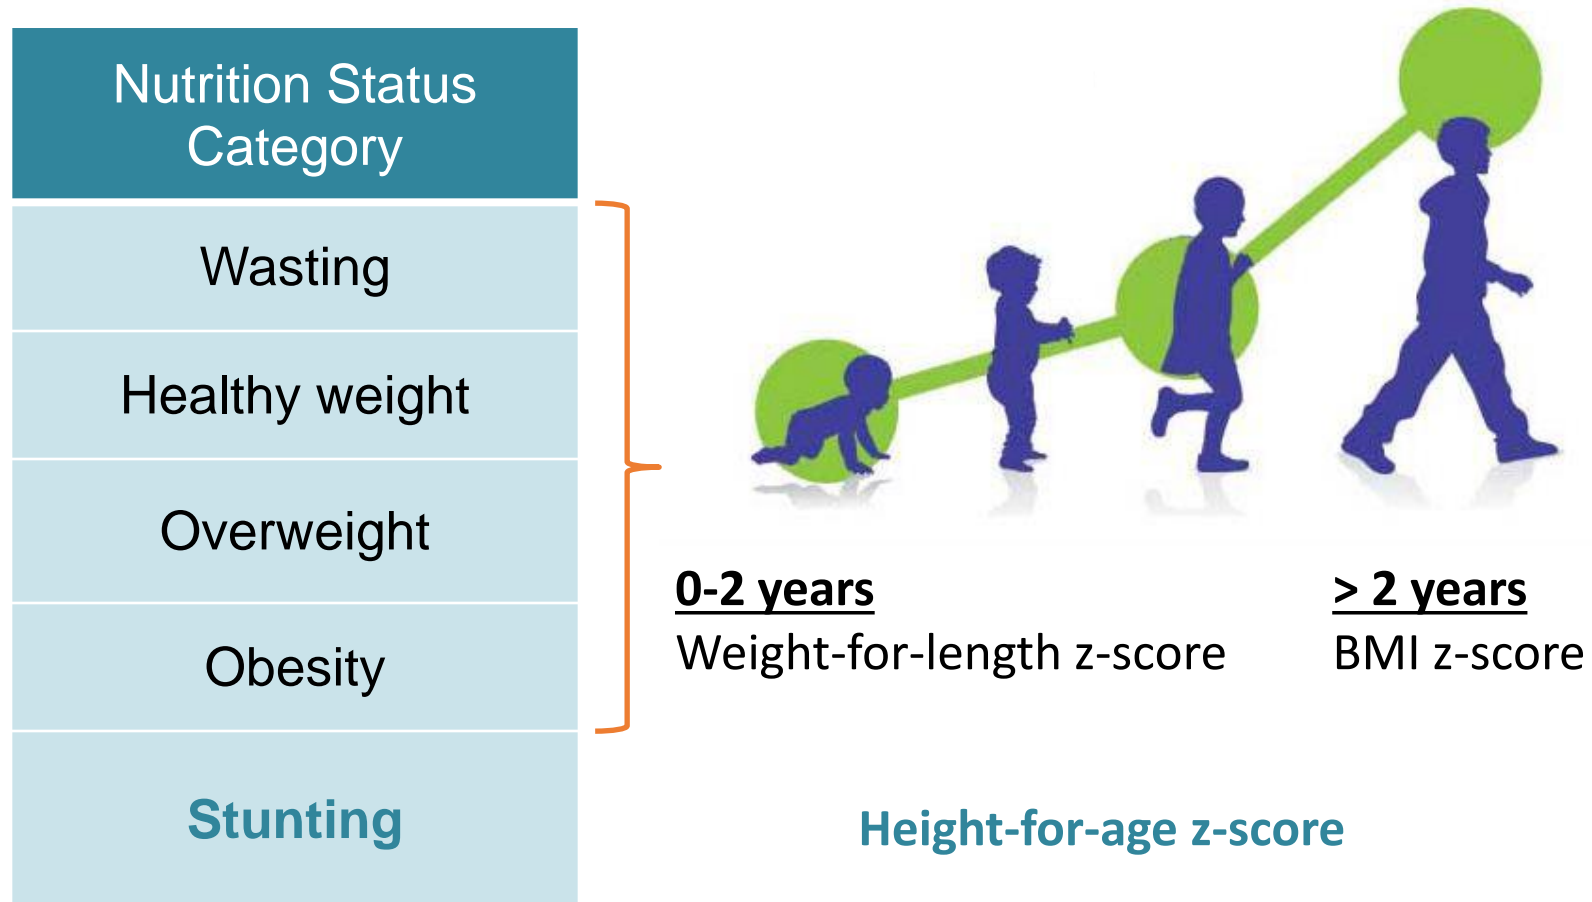 Nutrition Status
Category
Wasting
Healthy weight
Overweight
Obesity
Stunting
0-2 years
Weight-for-length z-score
> 2 years
BMI z-score
Height-for-age z-score